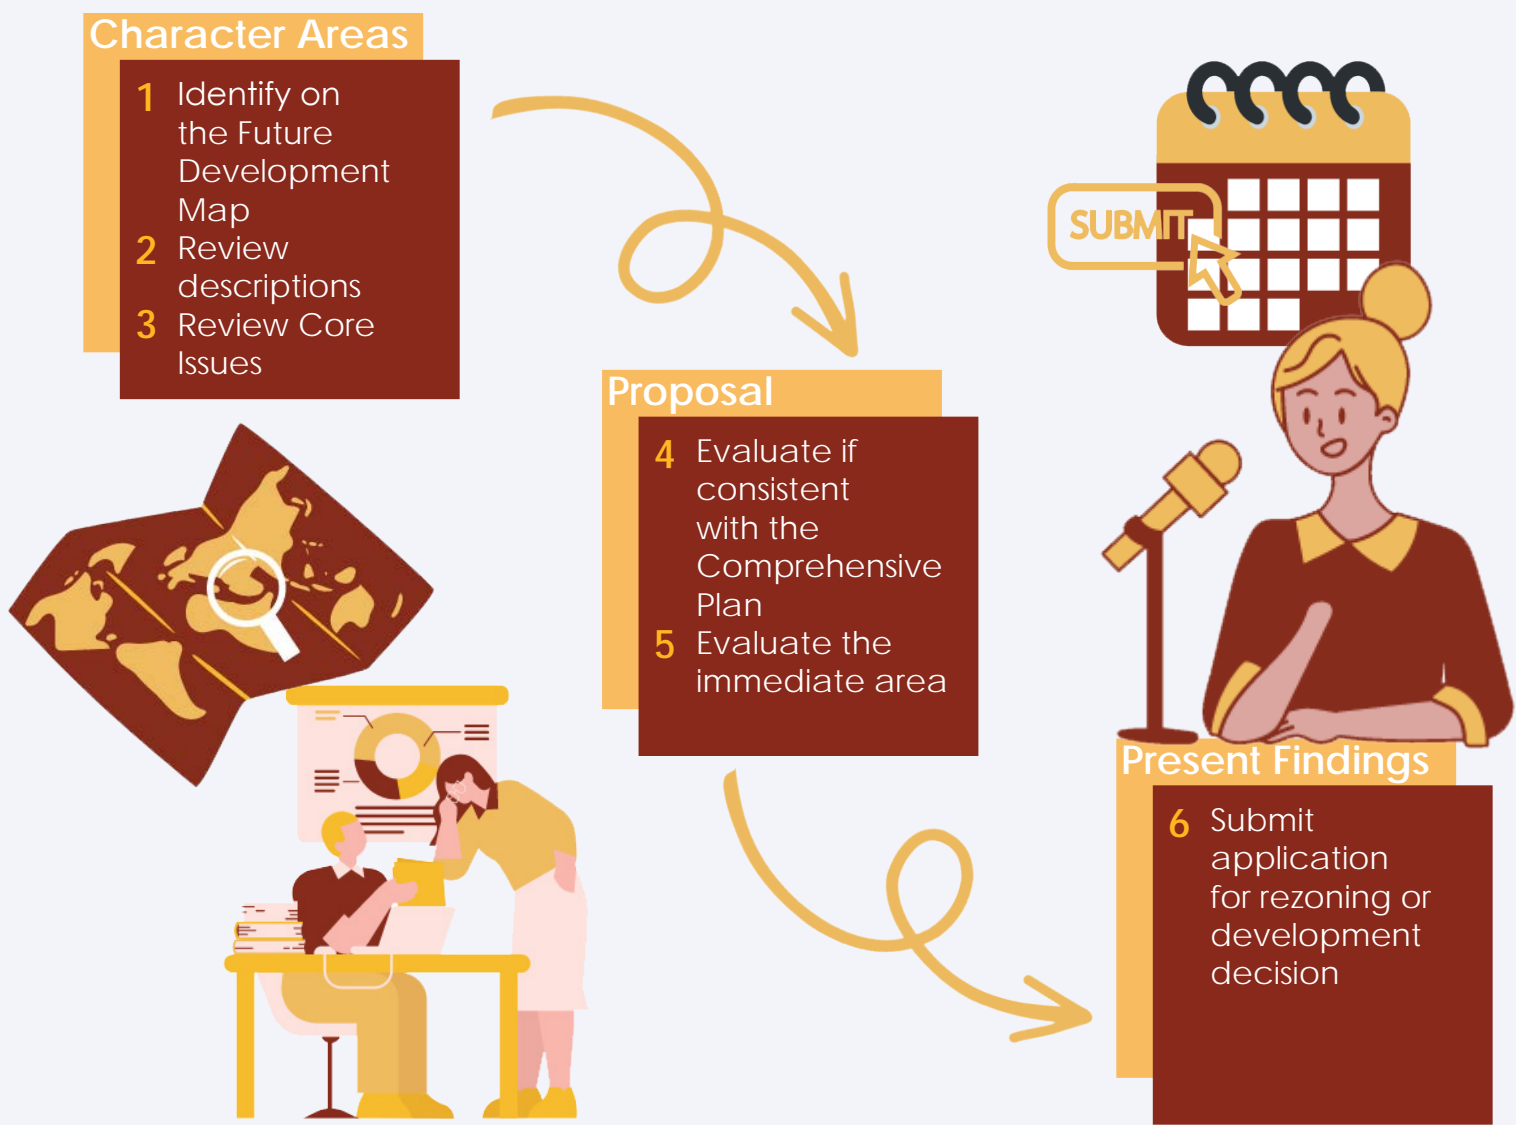 Character Areas
1 Identify on
the Future
Development
Map
2 Review
descriptions
3 Review Core
Issues
SUBMIT
Proposal
4 Evaluate if
consistent
with the
Comprehensive
Plan
5 Evaluate the
immediate area
Present Findings
6 Submit
application
for rezoning or
development
decision